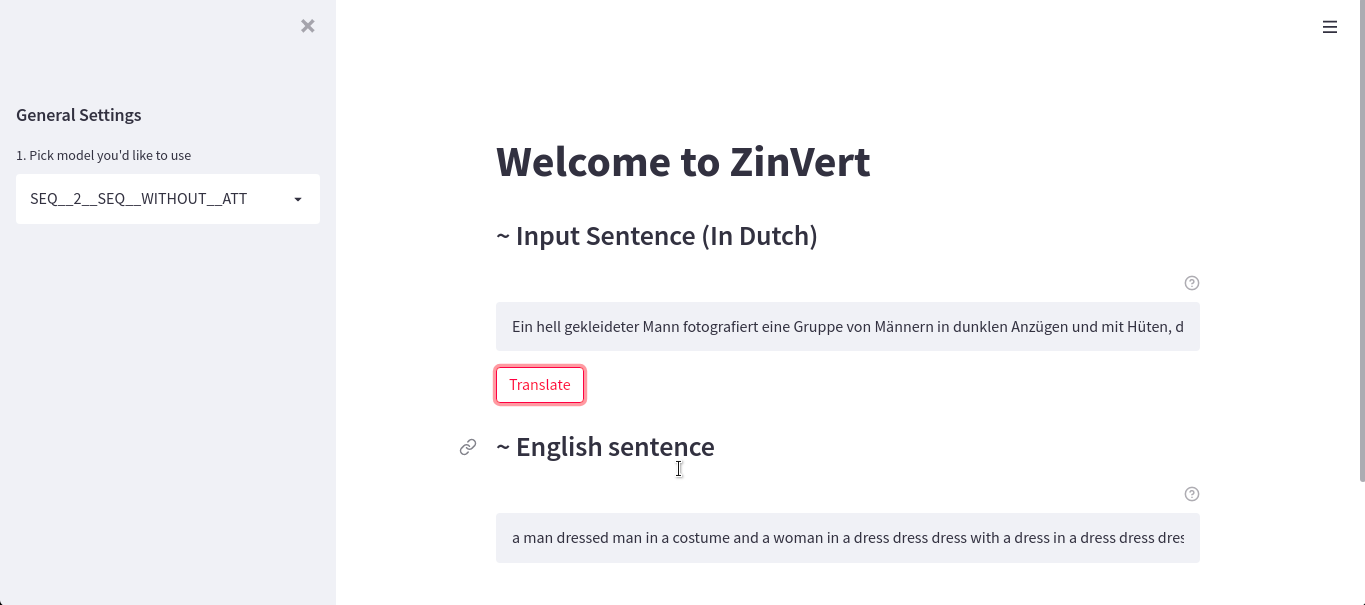 General Settings
1. Pick model you'd like to use
SEQ__2__SEQ__WITHOUT__ATT
Welcome to ZinVert
~ Input Sentence (In Dutch)
Ein hell gekleideter Mann fotografiert eine Gruppe von Männern in dunklen Anzügen und mit Hüten, d
Translate
~ English sentence
a man dressed man in a costume and a woman in a dress dress dress with a dress in a dress dress dres